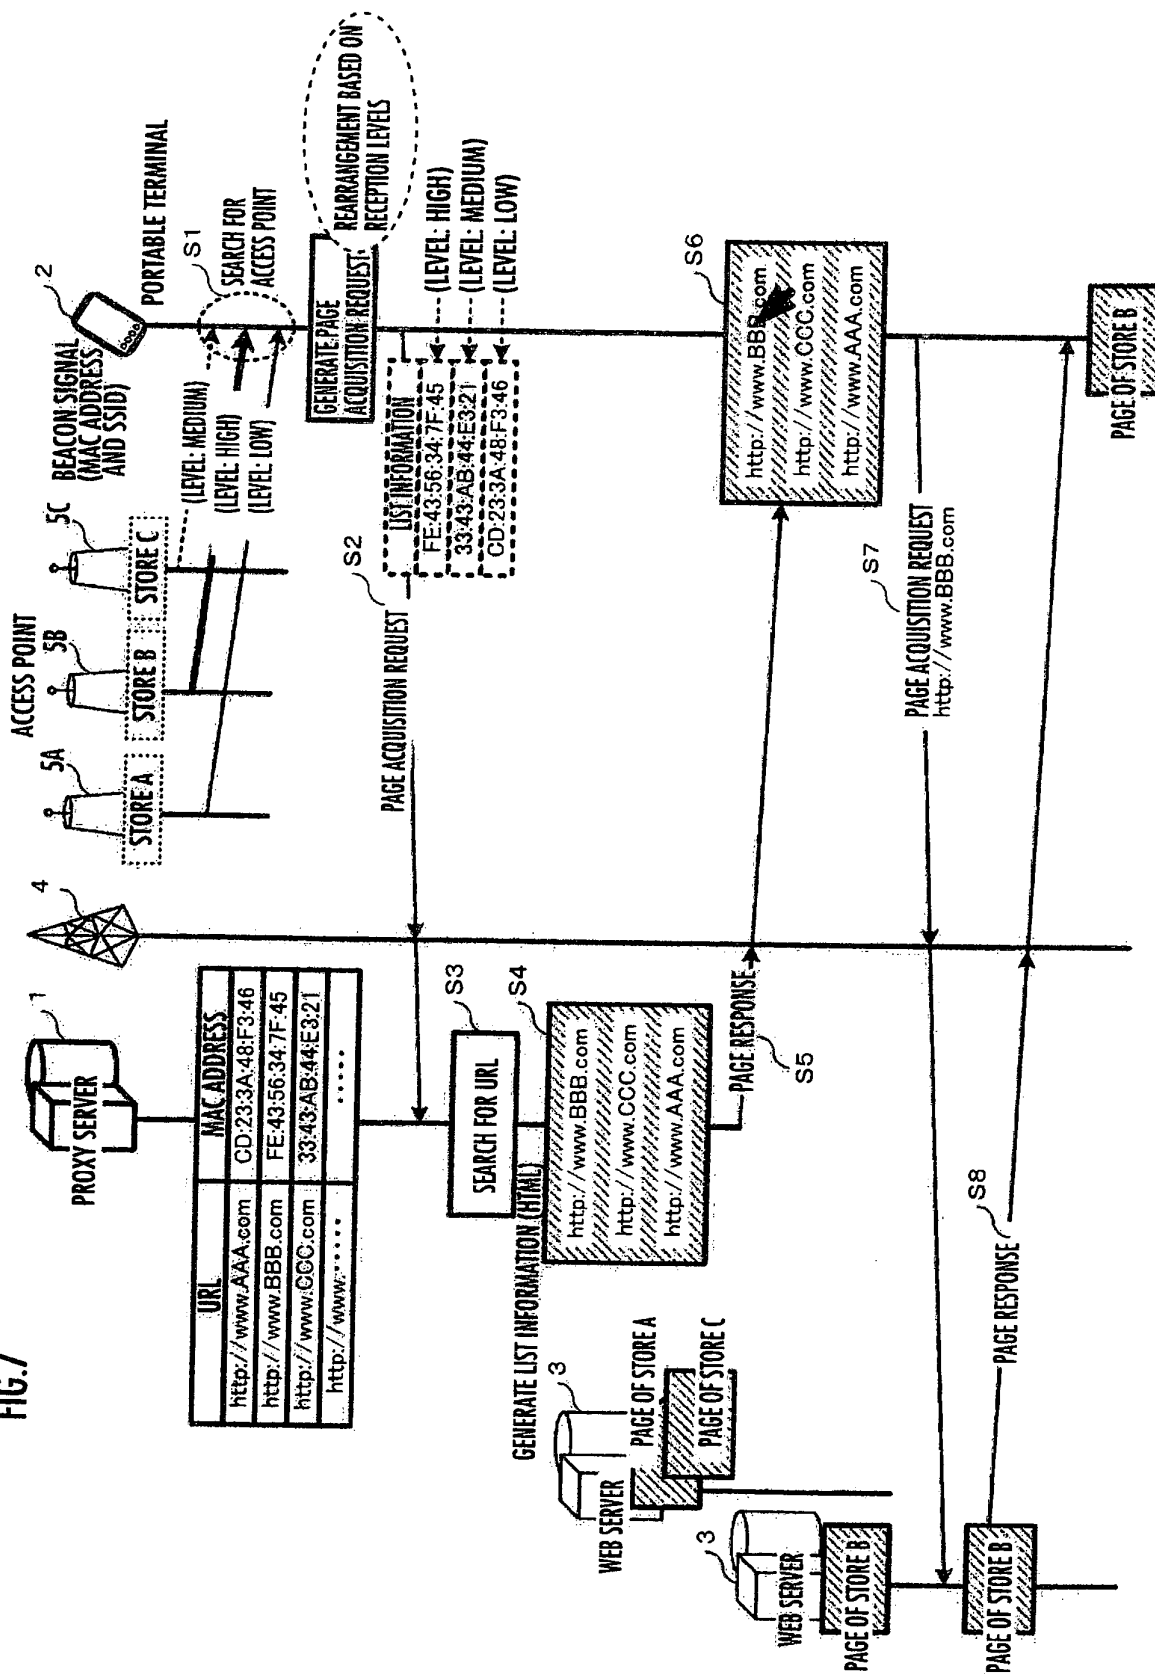 FIG.7
PROXY SERVER
1
URL
MAC ADDRESS
http://www.AAA.com
CD:23:3A:48:F3:46
http://www.BBB.com
FE:43:56:34:7F:45
http://www.CCC.com
33:43:AB:44:E3:21
http://www.·····
·····
4
ACCESS POINT
5A
STORE A
5B
STORE B
5C
STORE C
BEACON SIGNAL
(MAC ADDRESS
AND SSID)
2
PORTABLE TERMINAL
(LEVEL: MEDIUM)
(LEVEL: HIGH)
(LEVEL: LOW)
S1
SEARCH FOR
ACCESS POINT
GENERATE PAGE
ACQUISITION REQUEST
REARRANGEMENT BASED ON
RECEPTION LEVELS
S2
PAGE ACQUISITION REQUEST
LIST INFORMATION
FE:43:56:34:7F:45
(LEVEL: HIGH)
33:43:AB:44:E3:21
(LEVEL: MEDIUM)
CD:23:3A:48:F3:46
(LEVEL: LOW)
S3
SEARCH FOR URL
GENERATE LIST INFORMATION (HTML)
S4
http://www.BBB.com
http://www.CCC.com
http://www.AAA.com
PAGE RESPONSE
S5
S6
http://www.BBB.com
http://www.CCC.com
http://www.AAA.com
3
WEB SERVER
PAGE OF STORE A
PAGE OF STORE C
3
WEB SERVER
PAGE OF STORE B
S7
PAGE ACQUISITION REQUEST
http://www.BBB.com
PAGE OF STORE B
PAGE RESPONSE
S8
PAGE OF STORE B